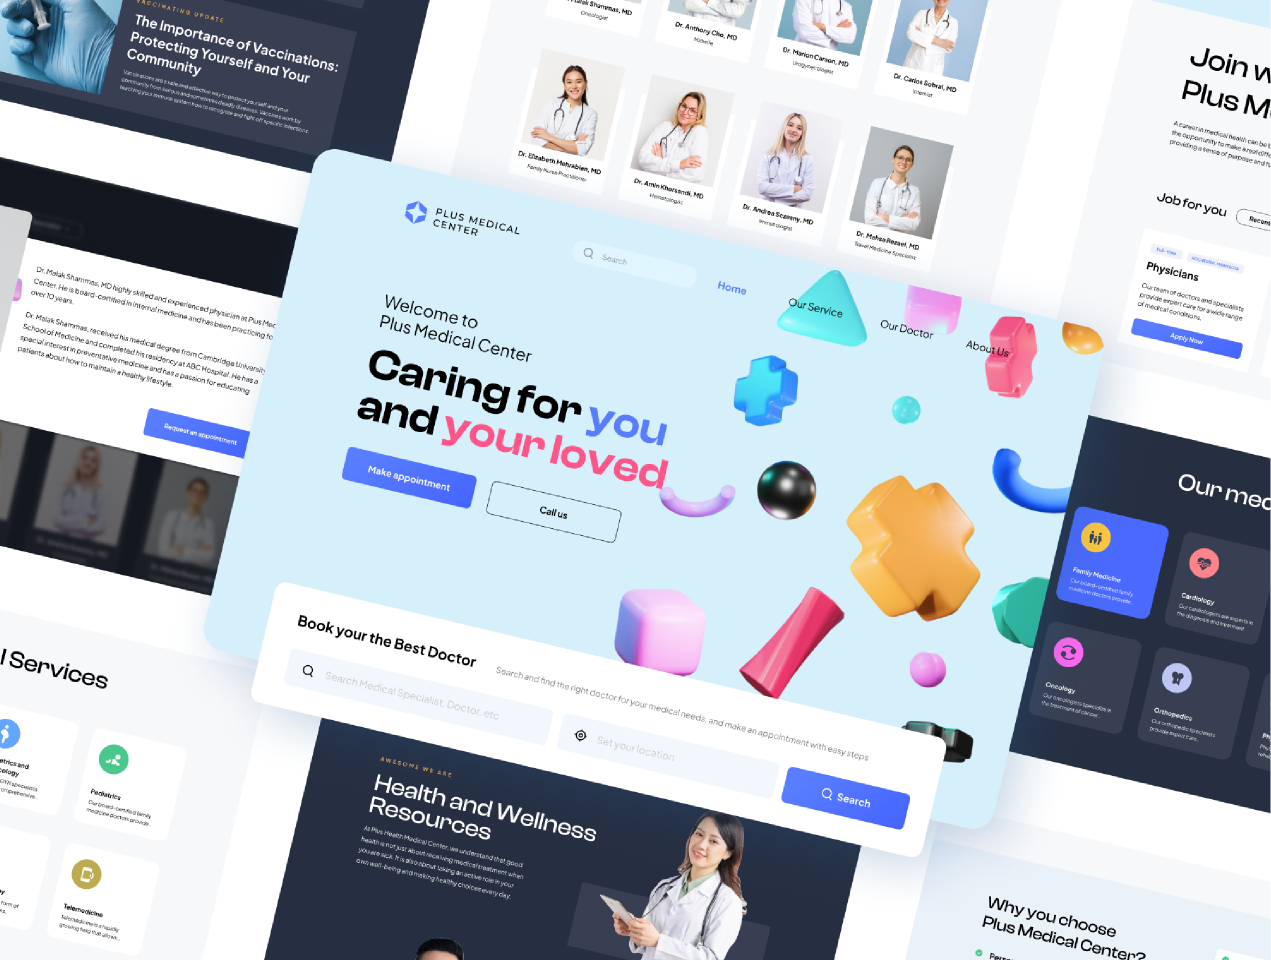 VACCINATING UPDATE
The Importance of Vaccinations:
Protecting Yourself and Your
Community
Vaccinations are a safe and effective way to protect yourself and your
community from serious and sometimes deadly diseases. Vaccines work by
teaching your immune system how to recognize and fight off specific infections.
Dr. Malak Shammas, MD
Oncologist
Dr. Anthony Cho, MD
Midwife
Dr. Marion Carson, MD
Urogynecologist
Dr. Carlos Sobral, MD
Internist
Dr. Elizabeth Mehrabien, MD
Family Nurse Practitioner
Dr. Amin Khorsandi, MD
Hematologist
Dr. Andrea Sczesny, MD
Dr. Mahsa Rezaei, MD
Travel Medicine Specialist
Join w
Plus M
A career in medical health can be
the opportunity to make a real
providing a sense of purpose and
Job for you
Recent
Full-time
Physicians
Our team of doctors and specialists
provide expert care for a wide range
of medical conditions.
Apply Now
Dr. Malak Shammas, MD highly skilled and experienced physician at Plus Med
Center. He is board-certified in internal medicine and has been practicing fo
over 10 years.
Dr. Malak Shammas, received his medical degree from Cambridge University
School of Medicine and completed his residency at ABC Hospital. He has a
special interest in preventative medicine and has a passion for educating
patients about how to maintain a healthy lifestyle.
Request an appointment
PLUS MEDICAL
CENTER
Search
Home
Our Service
Our Doctor
About Us
Welcome to
Plus Medical Center
Caring for you
and your loved
Make appointment
Call us
Book your the Best Doctor
Search and find the right doctor for your medical needs, and make an appointment with easy steps
Search Medical Specialist, Doctor, etc
Set your location
Search
Our med
Family Medicine
Our board-certified family
medicine doctors provide..
Cardiology
Our cardiologists are experts in
the diagnosis and treatment
Oncology
Our oncologists specialize in
the treatment of cancer..
Orthopedics
Our orthopedic specialists
provide expert care..
l Services
etrics and
cology
specialists
comprehensive..
Pediatrics
Our board-certified family
medicine doctors provide..
Telemedicine
Telemedicine is a rapidly
growing field that allows..
AWESOME WE ARE
Health and Wellness
Resources
At Plus Health Medical Center, we understand that good
health is not just about receiving medical treatment when
you are sick. It is also about taking an active role in your
own well-being and making healthy choices every day.
Why you choose
Plus Medical Center?